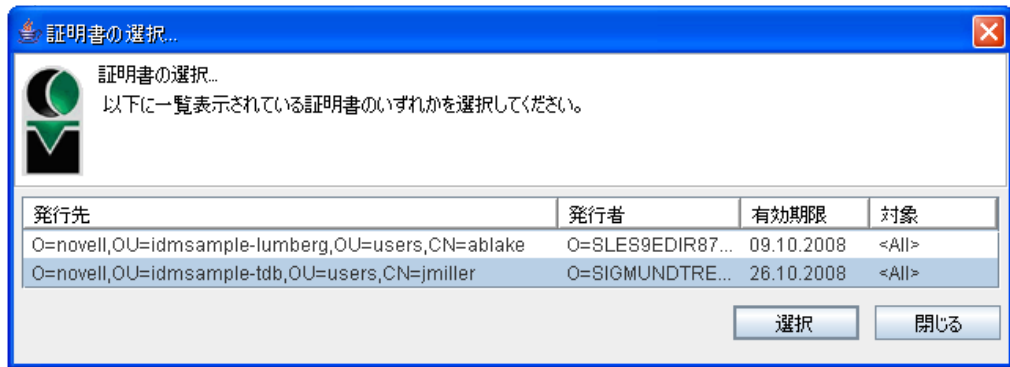 証明書の選択...
証明書の選択...
以下に一覧表示されている証明書のいずれかを選択してください。
発行先 発行者 有効期限 対象
O=novell,OU=idmsample-lumberg,OU=users,CN=ablake O=SLES9EDIR87... 09.10.2008 <All>
O=novell,OU=idmsample-tdb,OU=users,CN=jmiller O=SIGMUNDTRE... 26.10.2008 <All>
選択 閉じる